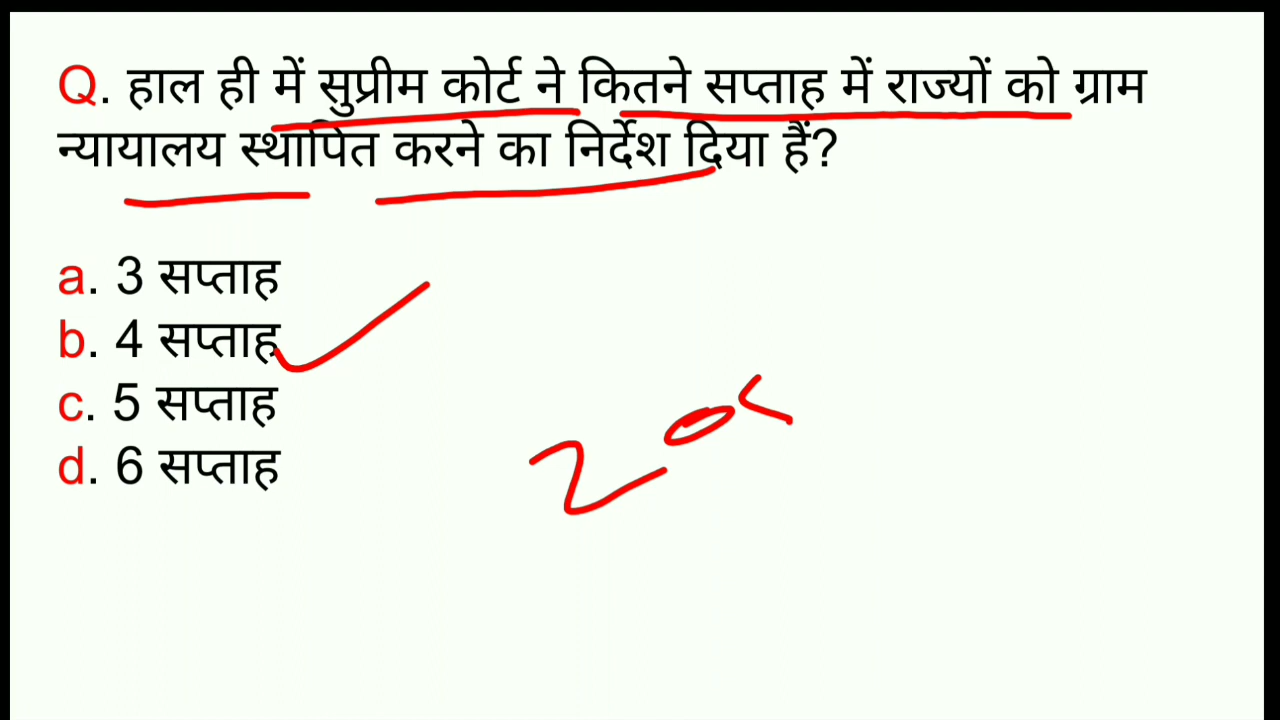 Q. हाल ही में सुप्रीम कोर्ट ने कितने सप्ताह में राज्यों को ग्राम
न्यायालय स्थापित करने का निर्देश दिया हैं?
a. 3 सप्ताह
b. 4 सप्ताह
c. 5 सप्ताह
d. 6 सप्ताह